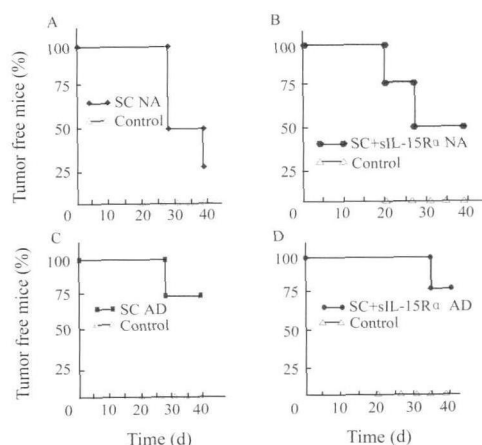 A
Tumor free mice (%)
100
75
50
25
SC NA
Control
0 10 20 30 40
B
100
75
50
25
SC+sIL-15Rα NA
Control
0 10 20 30 40
C
Tumor free mice (%)
100
75
50
25
SC AD
Control
0 10 20 30 40
Time (d)
D
100
75
50
25
SC+sIL-15Rα AD
Control
0 10 20 30 40
Time (d)